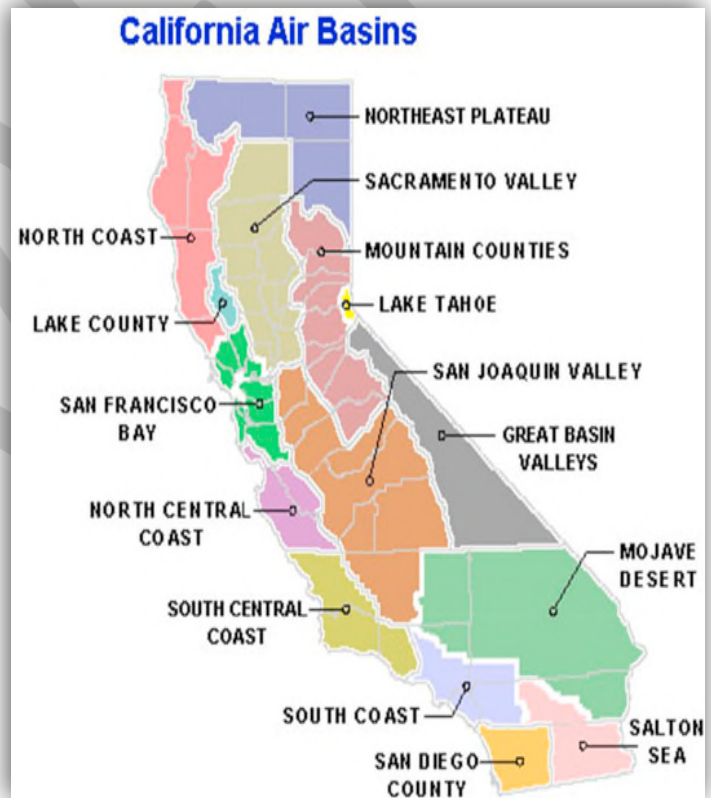 California Air Basins
NORTHEAST PLATEAU
SACRAMENTO VALLEY
NORTH COAST
MOUNTAIN COUNTIES
LAKE TAHOE
LAKE COUNTY
SAN JOAQUIN VALLEY
SAN FRANCISCO
BAY
GREAT BASIN
VALLEYS
NORTH CENTRAL
COAST
MOJAVE
DESERT
SOUTH CENTRAL
COAST
SOUTH COAST
SALTON
SEA
SAN DIEGO
COUNTY